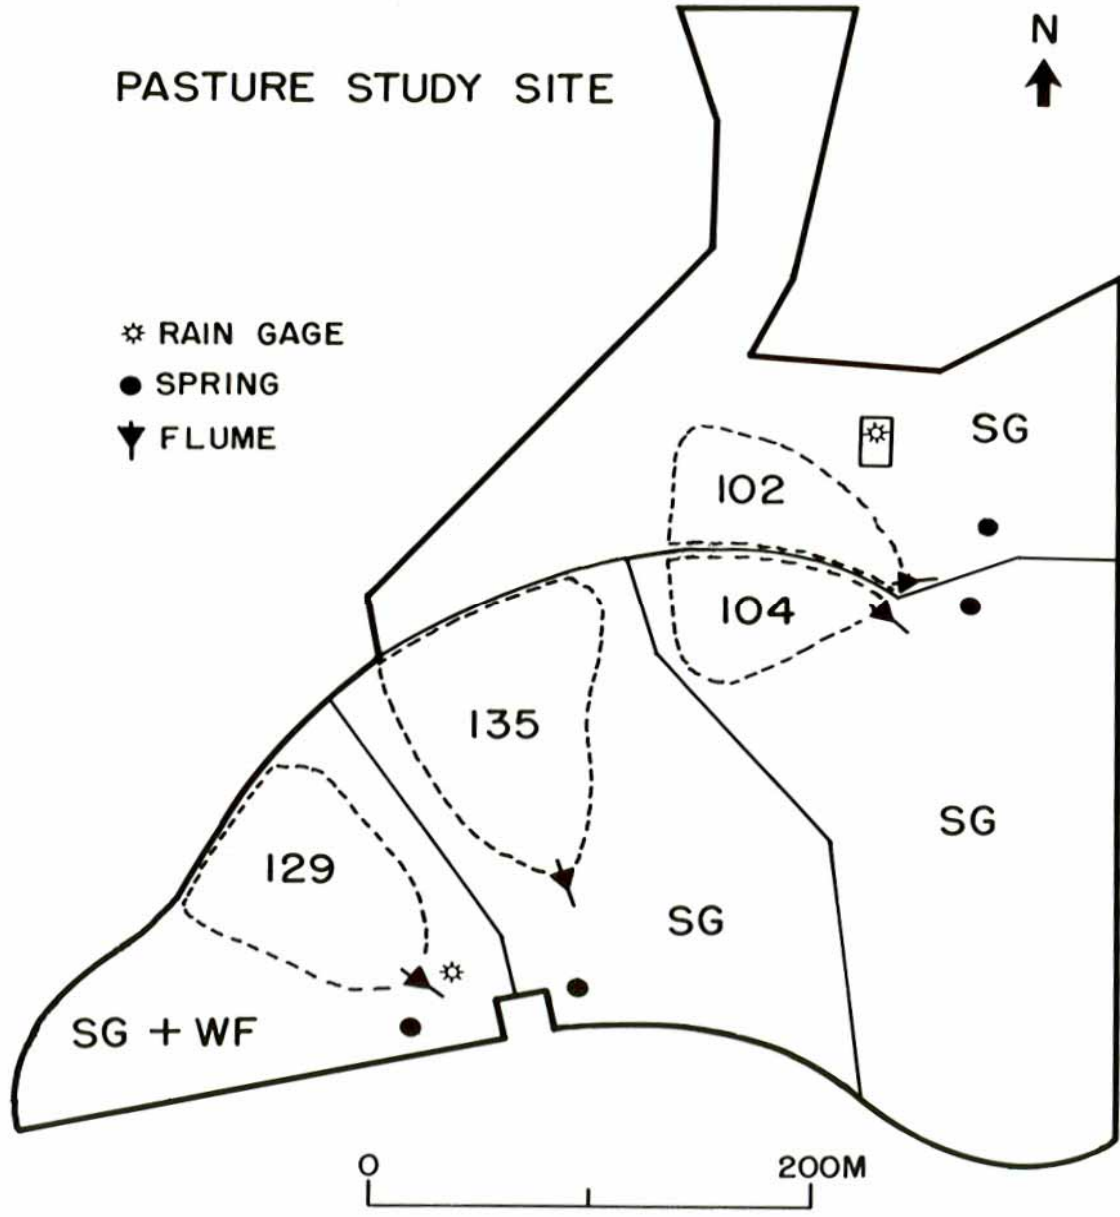 N
PASTURE STUDY SITE
RAIN GAGE
SPRING
FLUME
SG
102
104
135
SG
129
SG
SG + WF
0 200M